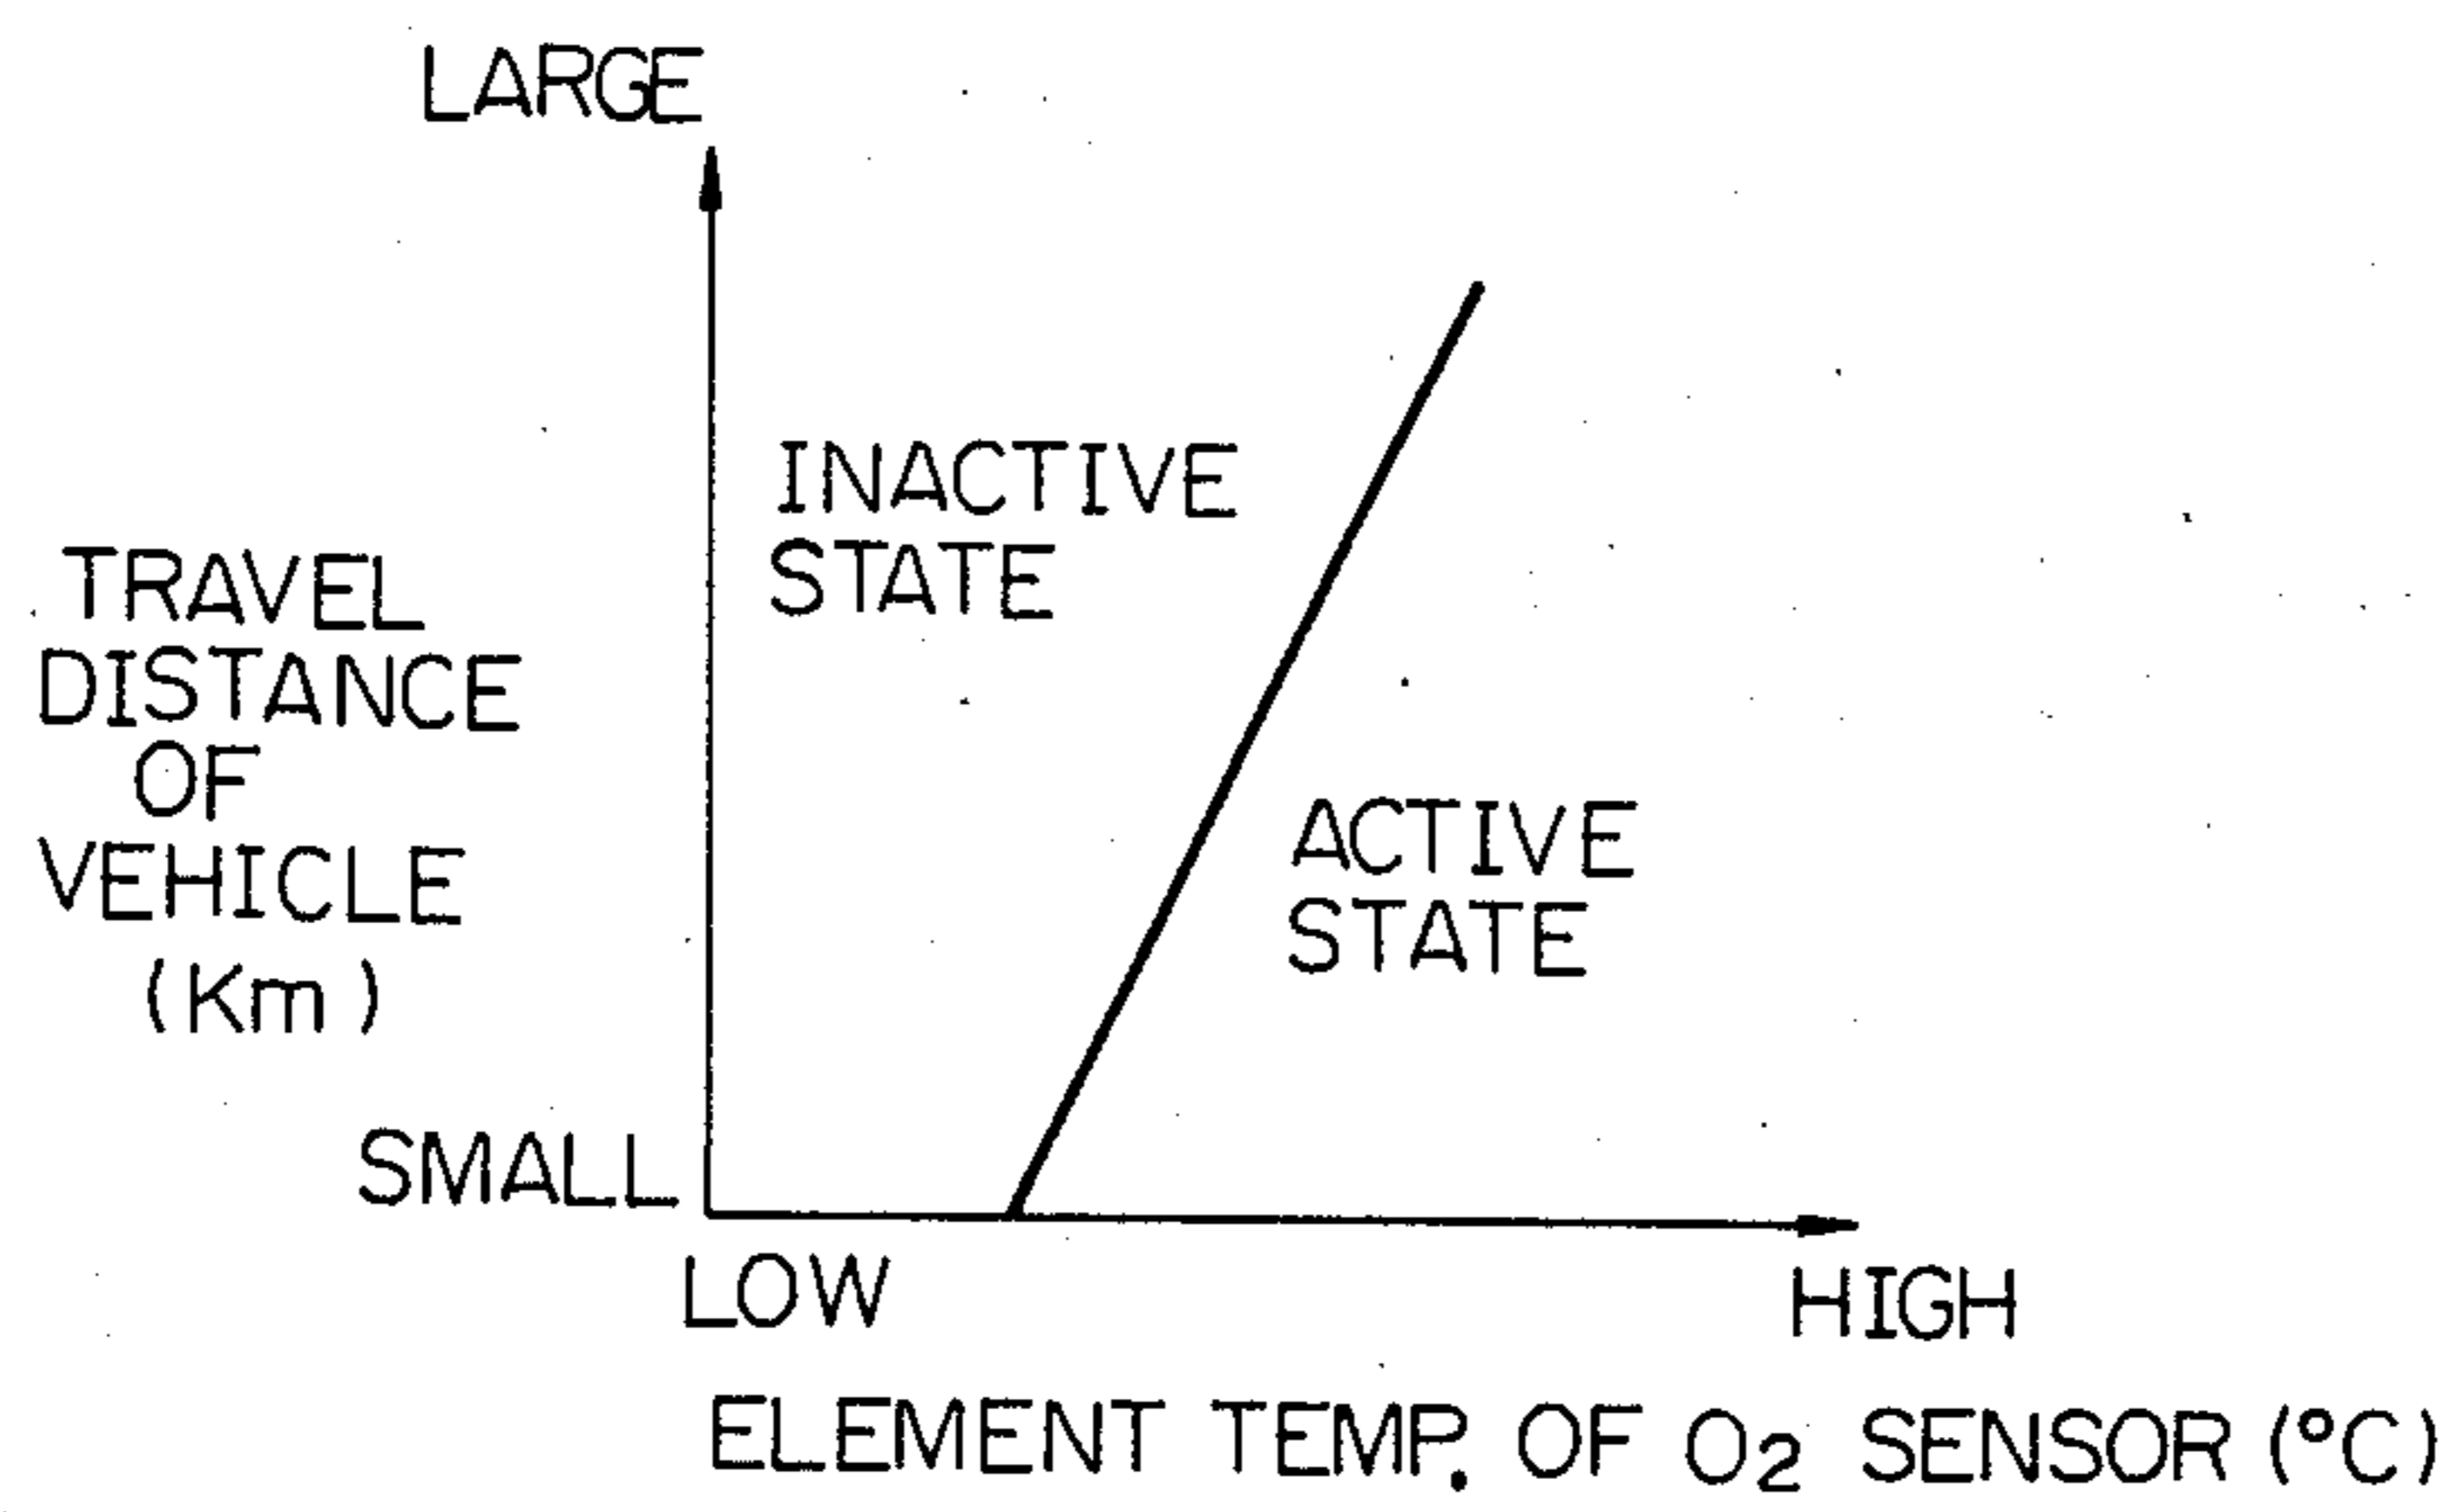 LARGE
INACTIVE
STATE
TRAVEL
DISTANCE
OF
VEHICLE
(Km)
ACTIVE
STATE
SMALL
LOW
HIGH
ELEMENT TEMP. OF O2 SENSOR (°C)